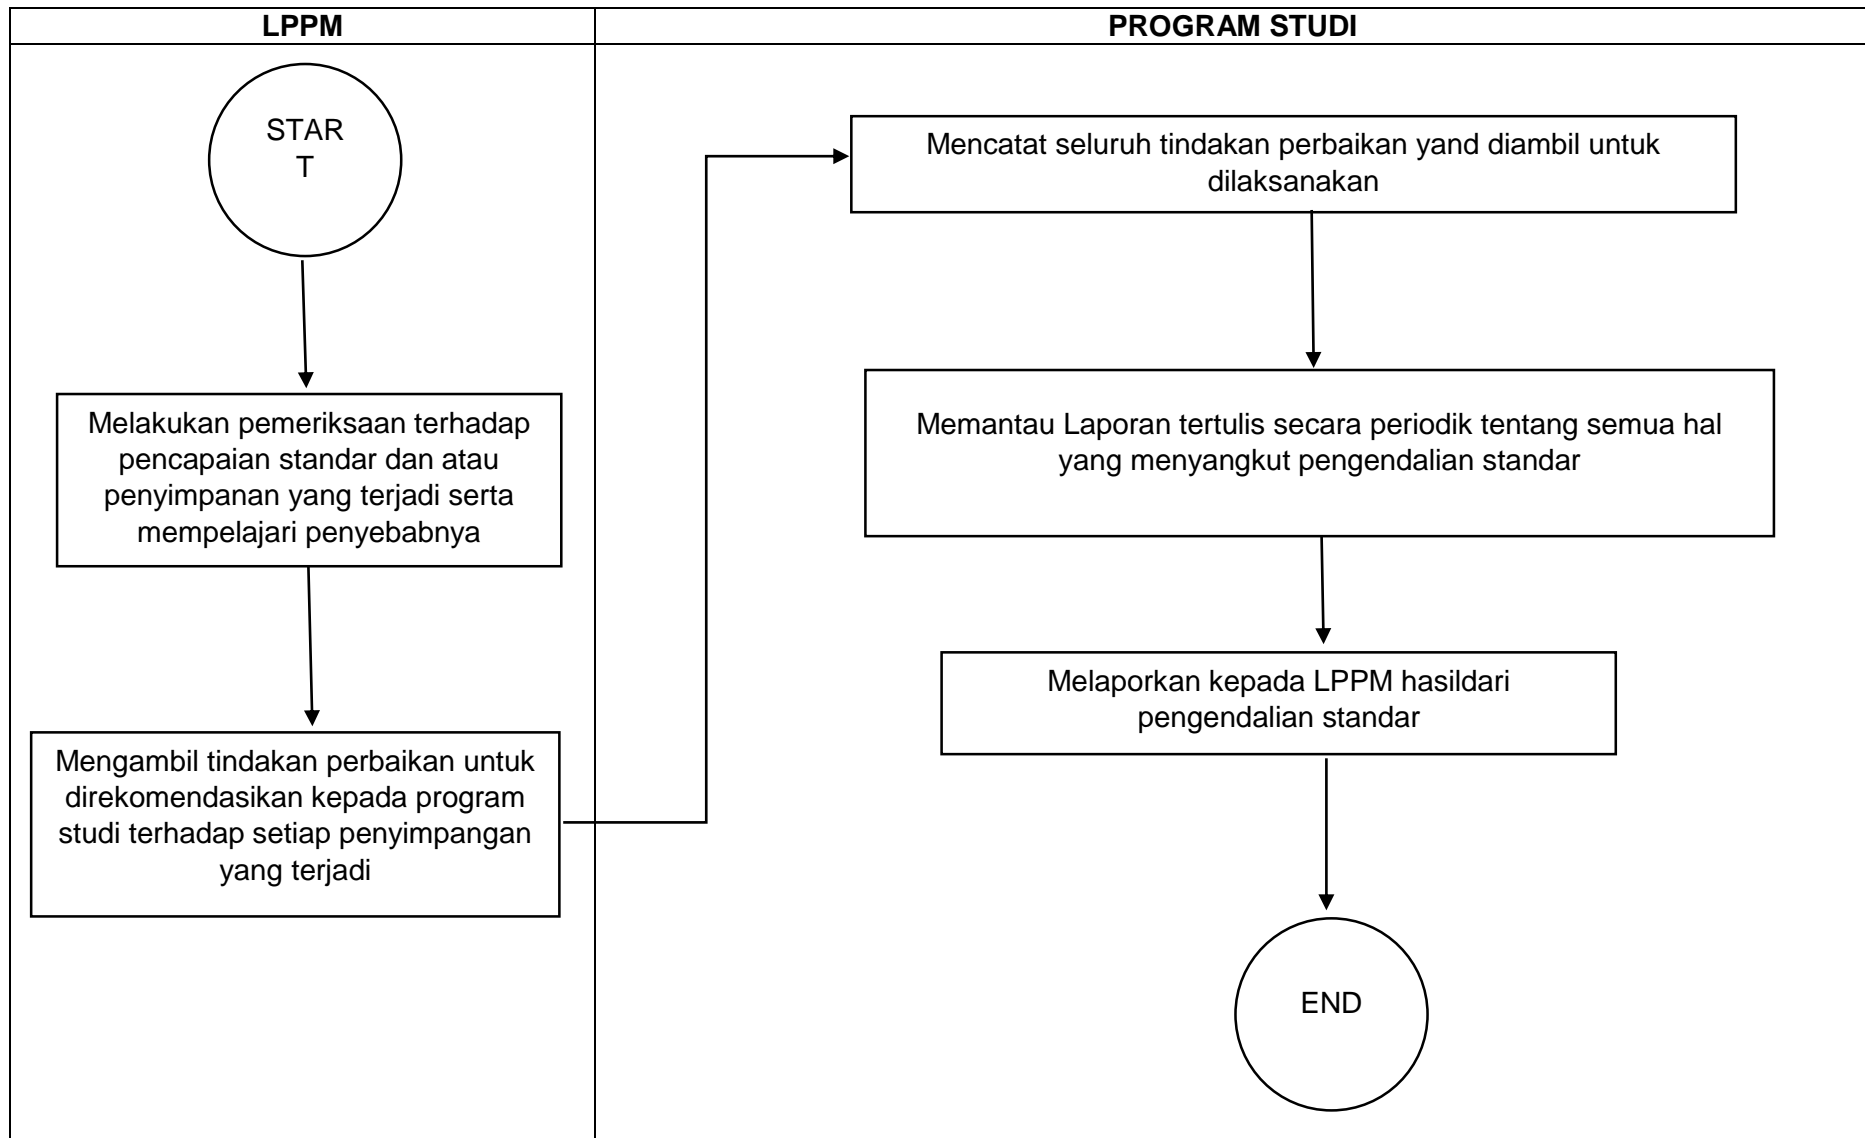 LPPM
PROGRAM STUDI
STAR
T
Melakukan pemeriksaan terhadap
pencapaian standar dan atau
penyimpanan yang terjadi serta
mempelajari penyebabnya
Mengambil tindakan perbaikan untuk
direkomendasikan kepada program
studi terhadap setiap penyimpangan
yang terjadi
Mencatat seluruh tindakan perbaikan yand diambil untuk
dilaksanakan
Memantau Laporan tertulis secara periodik tentang semua hal
yang menyangkut pengendalian standar
Melaporkan kepada LPPM hasildari
pengendalian standar
END